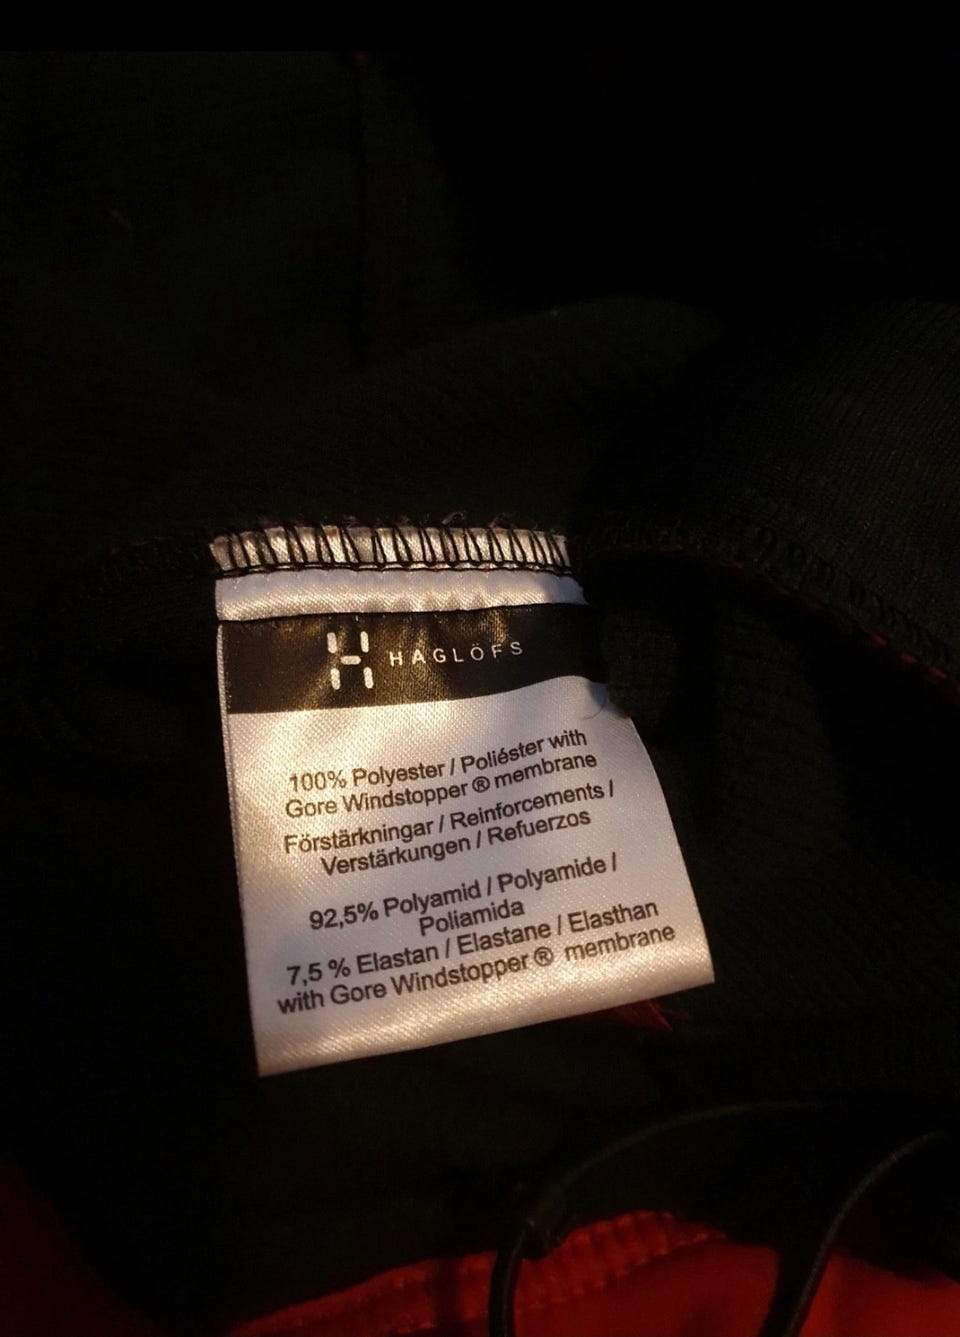 HAGLÖFS
100% Polyester / Poliéster with
Gore Windstopper ® membrane
Förstärkningar / Reinforcements /
Verstärkungen / Refuerzos
92,5% Polyamid / Polyamide /
Poliamida
7,5 % Elastan / Elastane / Elasthan
with Gore Windstopper ® membrane